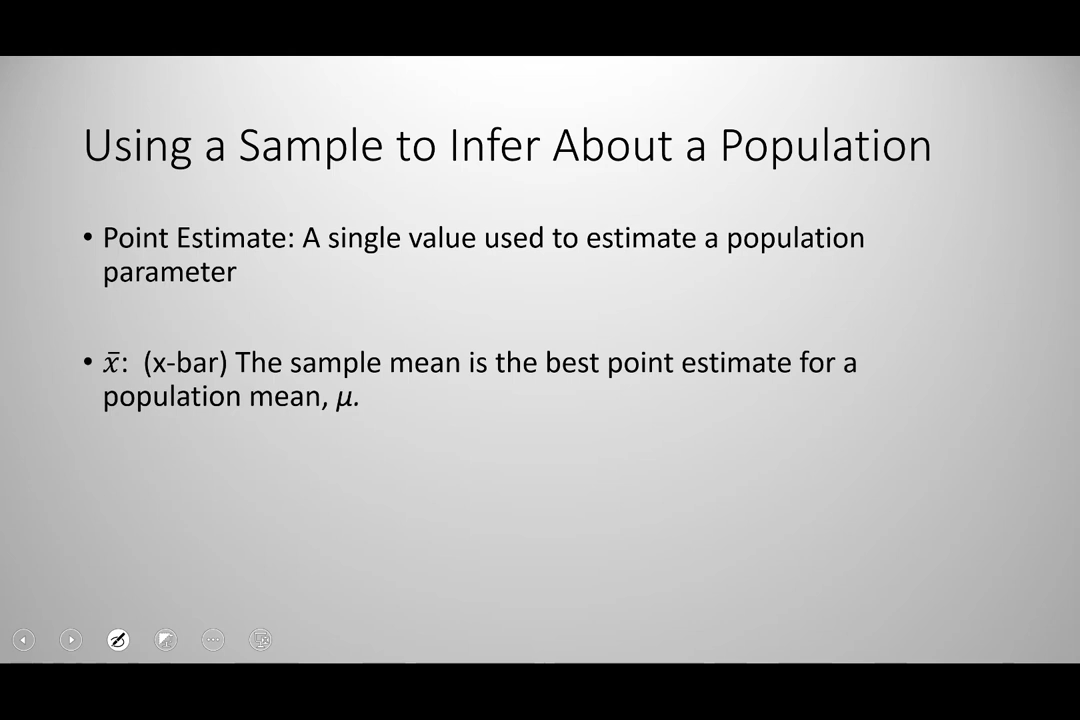 Using a Sample to Infer About a Population
• Point Estimate: A single value used to estimate a population
parameter
• x̄: (x-bar) The sample mean is the best point estimate for a
population mean, μ.